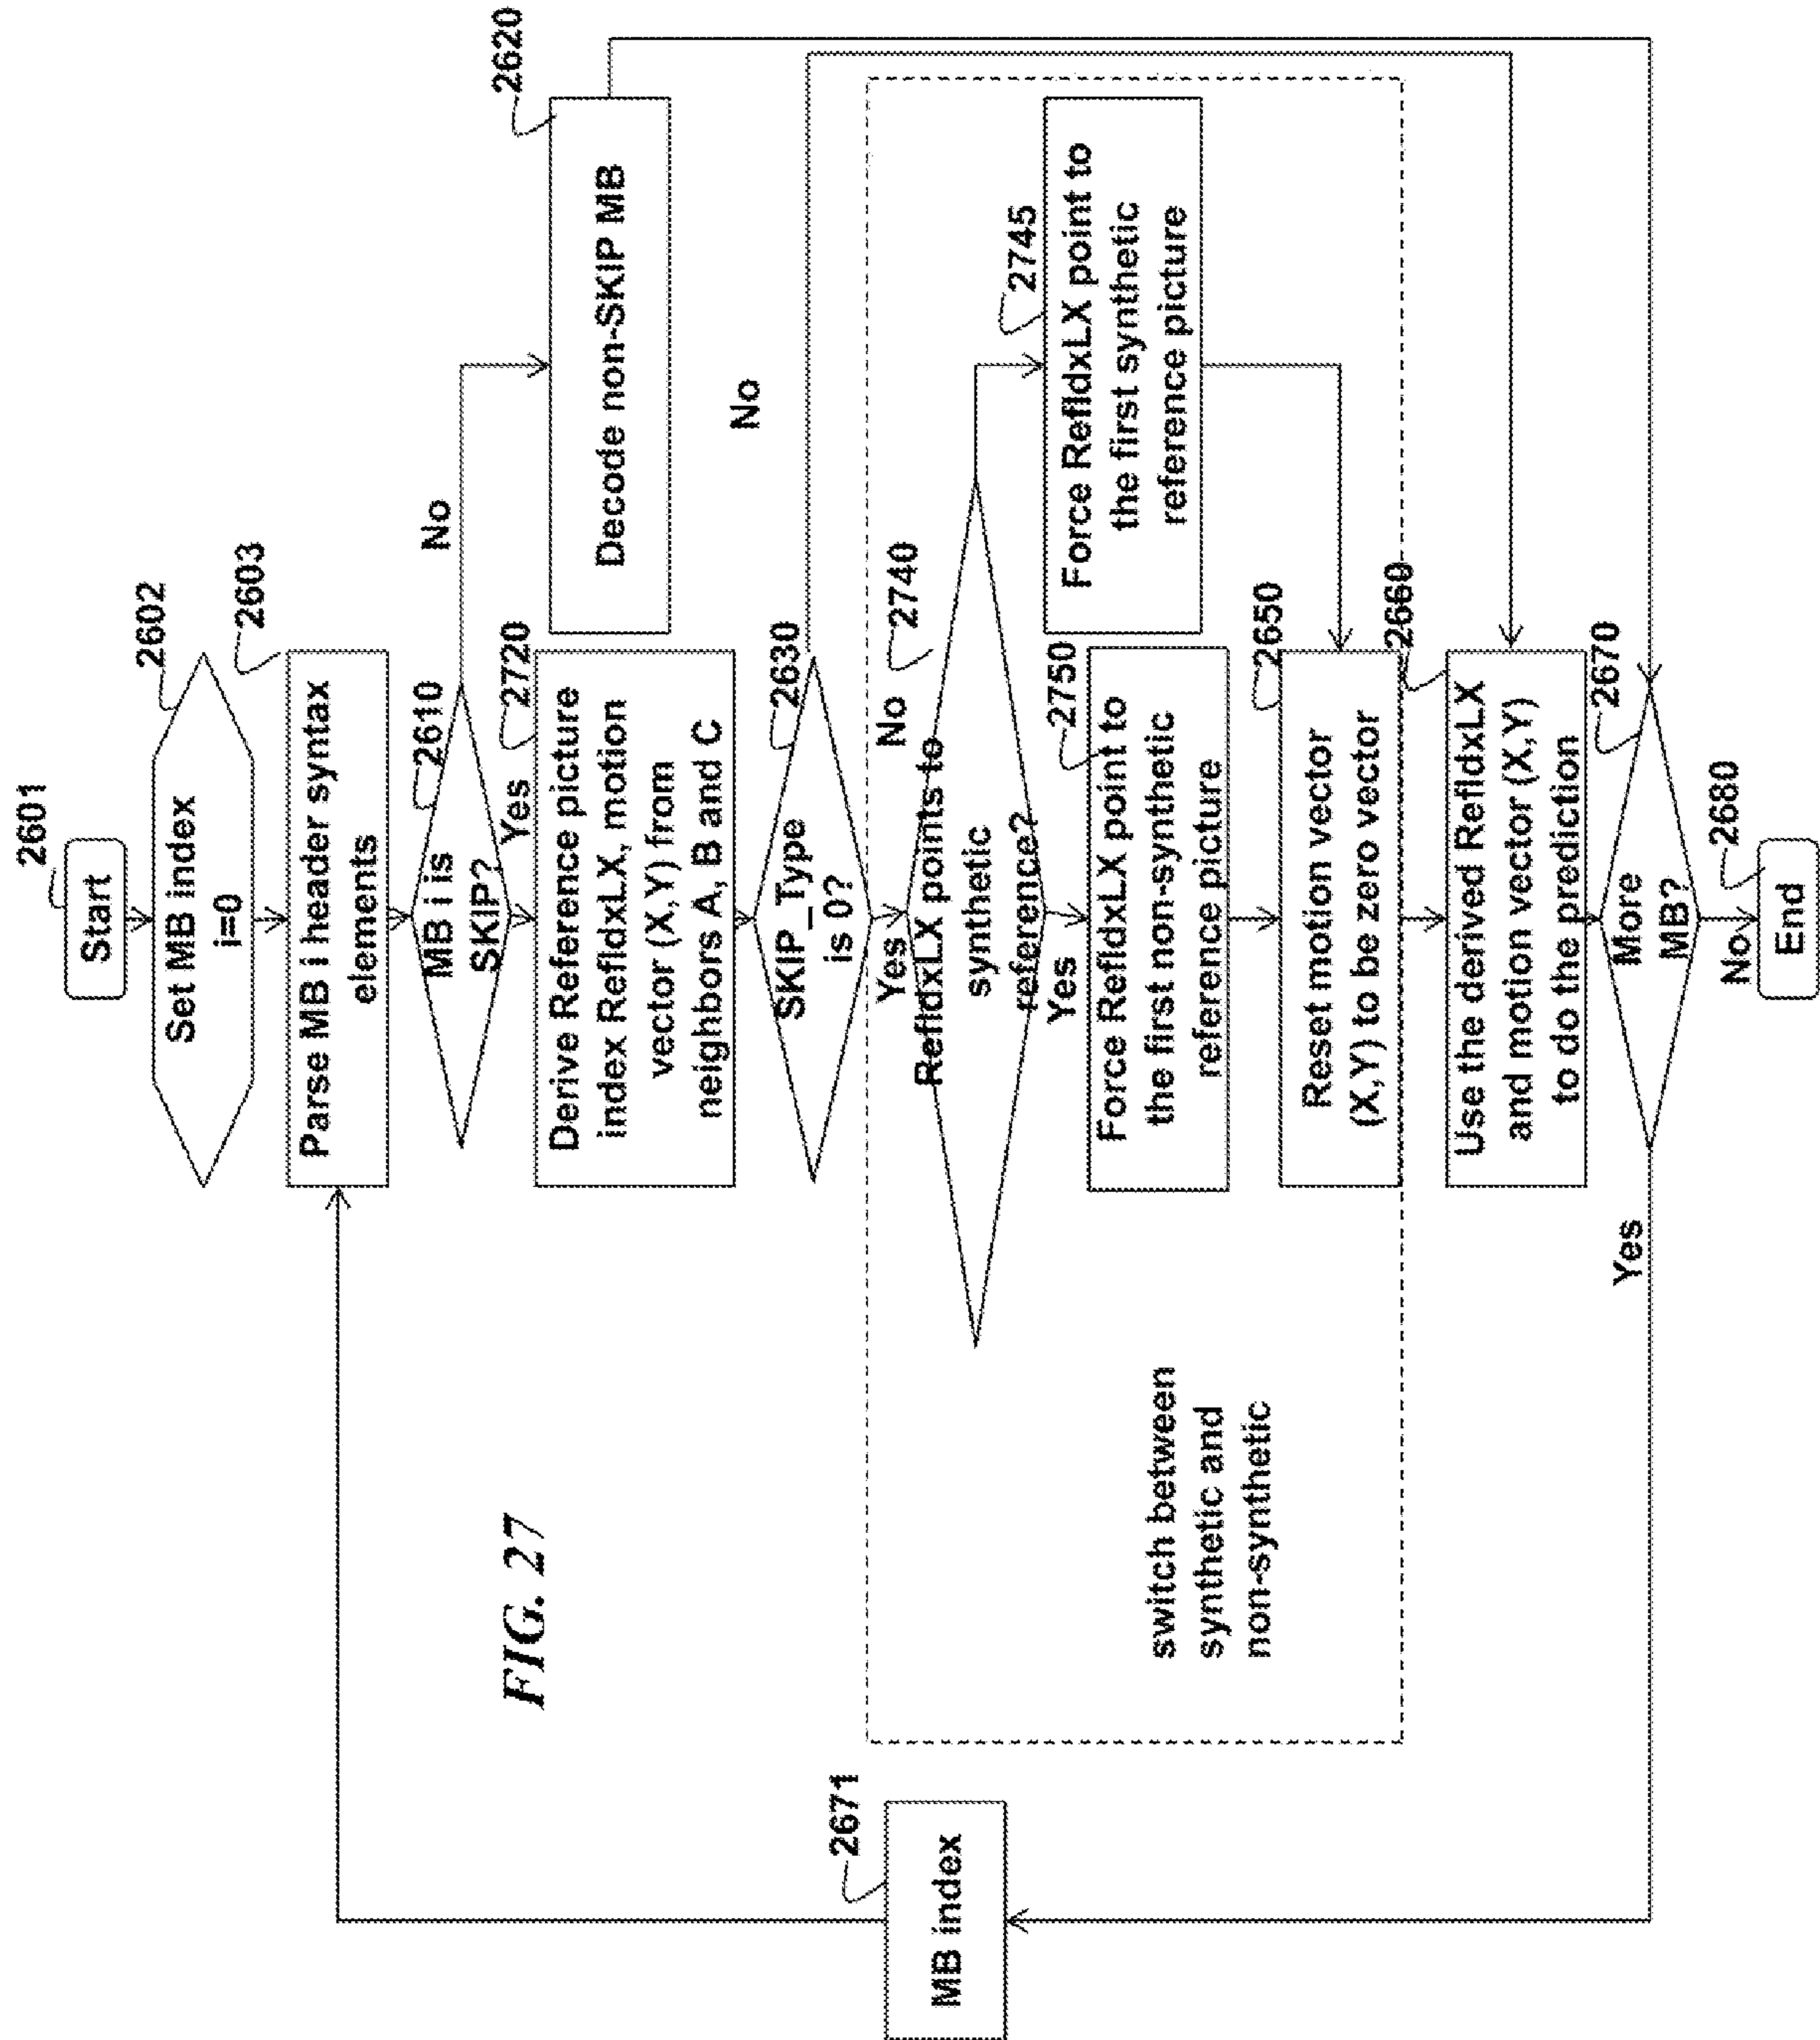 2601
Start
2602
Set MB index
i=0
2603
Parse MB i header syntax
elements
2610
MB i is
SKIP?
No
Yes
2620
Decode non-SKIP MB
2720
Derive Reference picture
index RefIdxLX, motion
vector (X,Y) from
neighbors A, B and C
2630
SKIP_Type
is 0?
No
Yes
2740
RefIdxLX points to
synthetic
reference?
No
Yes
2745
Force RefIdxLX point to
the first synthetic
reference picture
2750
Force RefIdxLX point to
the first non-synthetic
reference picture
2650
Reset motion vector
(X,Y) to be zero vector
switch between
synthetic and
non-synthetic
2660
Use the derived RefIdxLX
and motion vector (X,Y)
to do the prediction
2670
More
MB?
Yes
No
2671
MB index
2680
End
FIG. 27